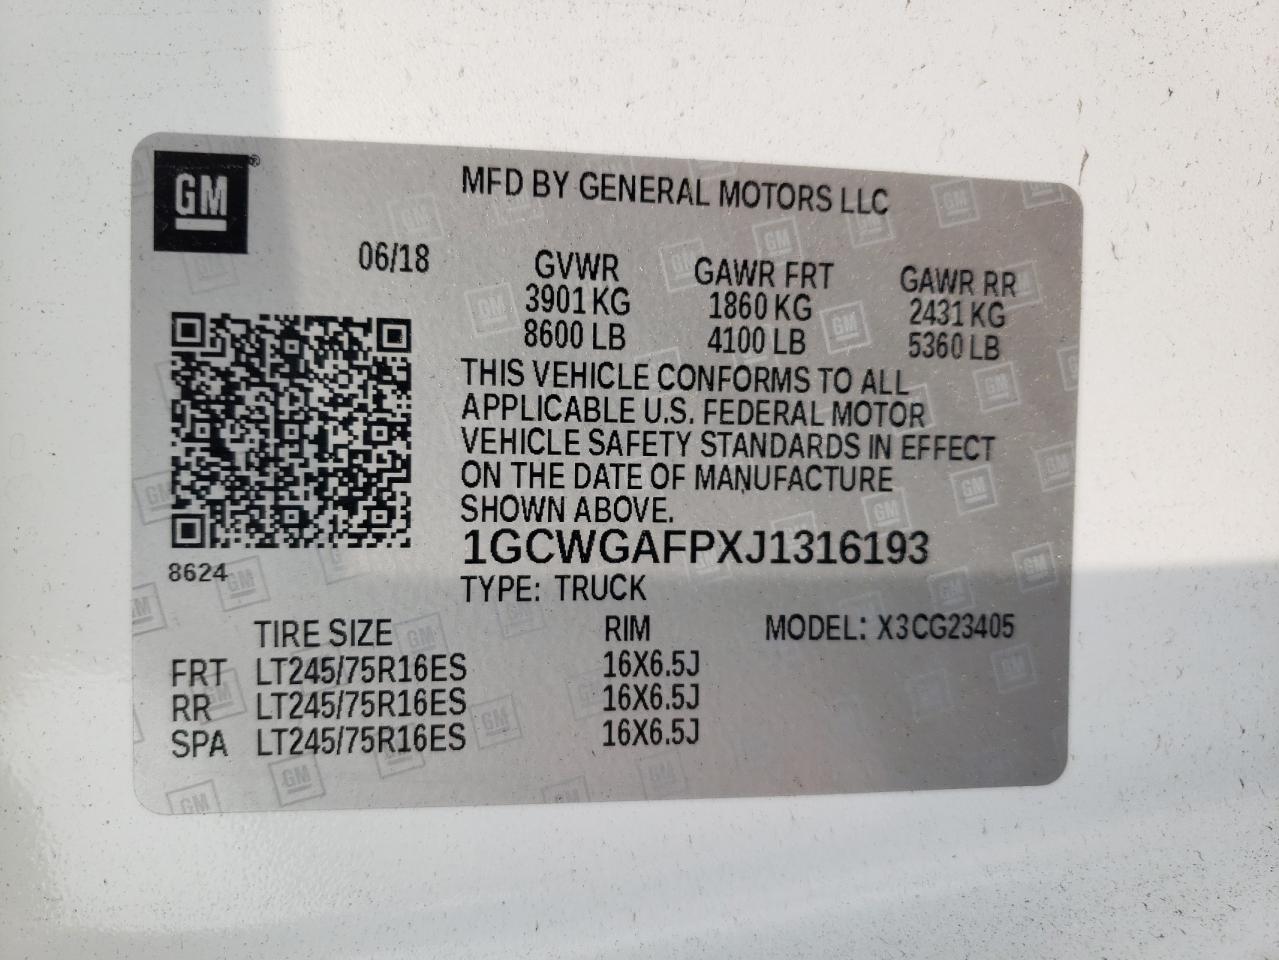 GM®
MFD BY GENERAL MOTORS LLC
06/18
GVWR GAWR FRT GAWR RR
3901 KG 1860 KG 2431 KG
8600 LB 4100 LB 5360 LB
THIS VEHICLE CONFORMS TO ALL
APPLICABLE U.S. FEDERAL MOTOR
VEHICLE SAFETY STANDARDS IN EFFECT
ON THE DATE OF MANUFACTURE
SHOWN ABOVE.
1GCWGAFPXJ1316193
8624
TYPE: TRUCK
TIRE SIZE RIM MODEL: X3CG23405
FRT LT245/75R16ES 16X6.5J
RR LT245/75R16ES 16X6.5J
SPA LT245/75R16ES 16X6.5J